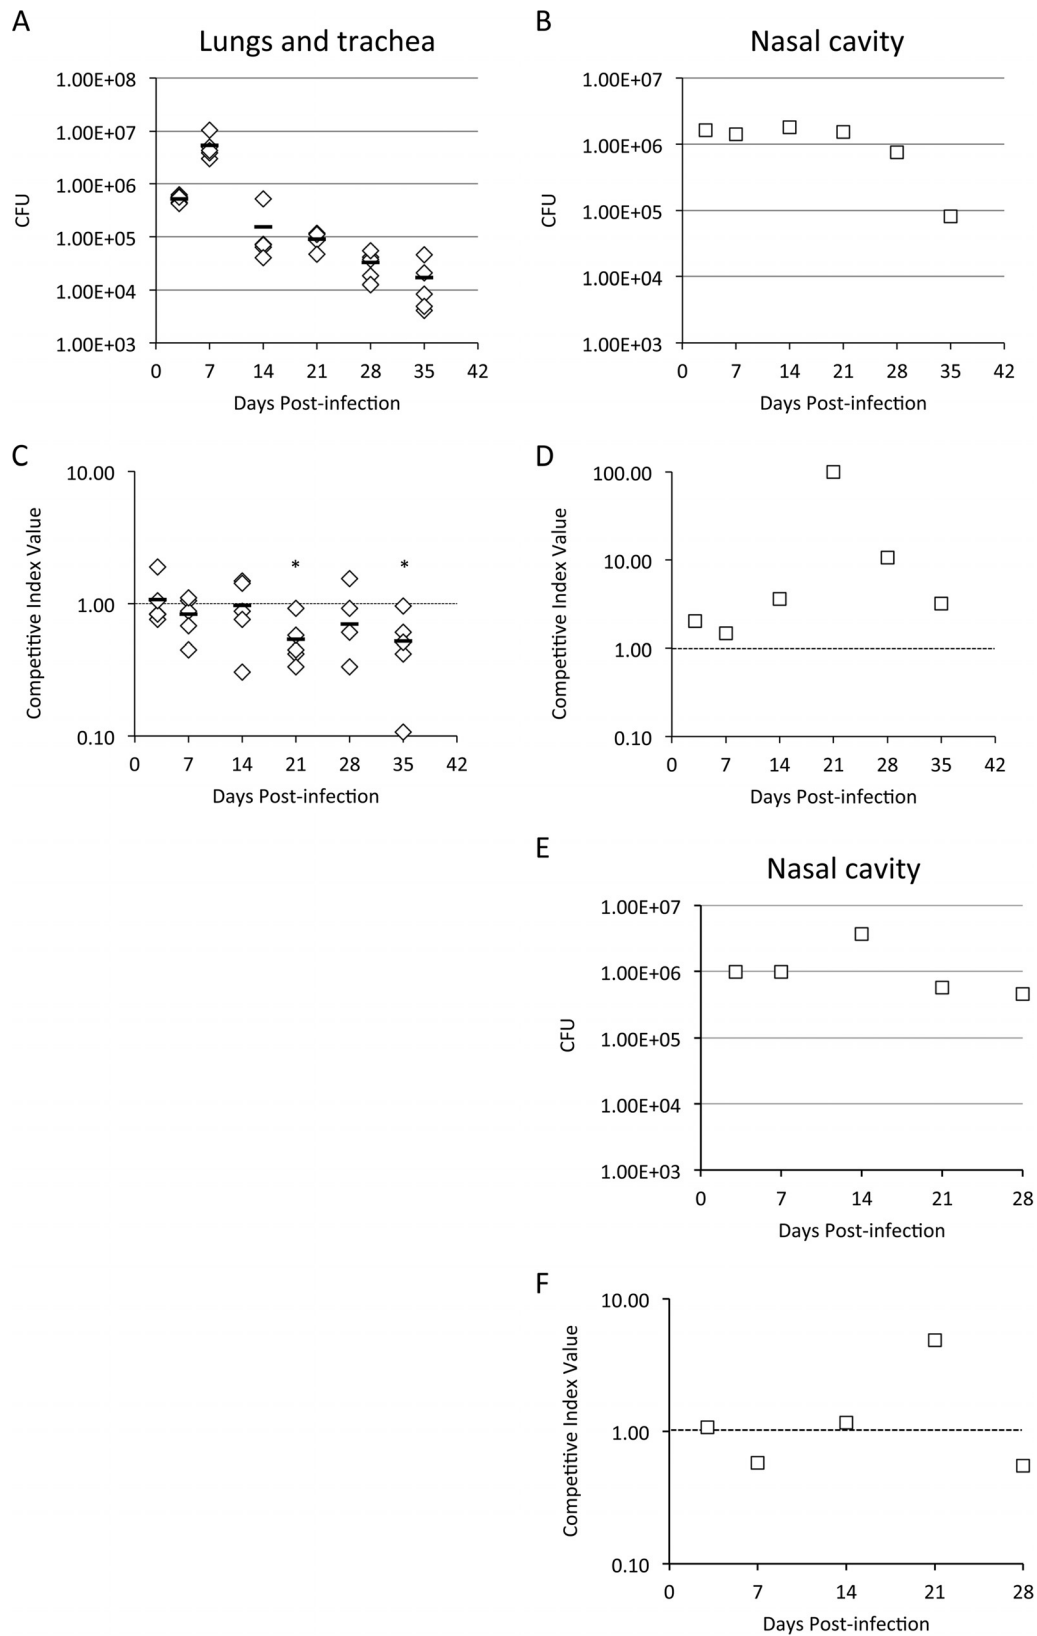 A
Lungs and trachea
1.00E+08
1.00E+07
1.00E+06
1.00E+05
1.00E+04
1.00E+03
CFU
0 7 14 21 28 35 42
Days Post-infection
B
Nasal cavity
1.00E+07
1.00E+06
1.00E+05
1.00E+04
1.00E+03
CFU
0 7 14 21 28 35 42
Days Post-infection
C
10.00
1.00
0.10
Competitive Index Value
* *
0 7 14 21 28 35 42
Days Post-infection
D
100.00
10.00
1.00
0.10
Competitive Index Value
0 7 14 21 28 35 42
Days Post-infection
E
Nasal cavity
1.00E+07
1.00E+06
1.00E+05
1.00E+04
1.00E+03
CFU
0 7 14 21 28
Days Post-infection
F
10.00
1.00
0.10
Competitive Index Value
0 7 14 21 28
Days Post-infection